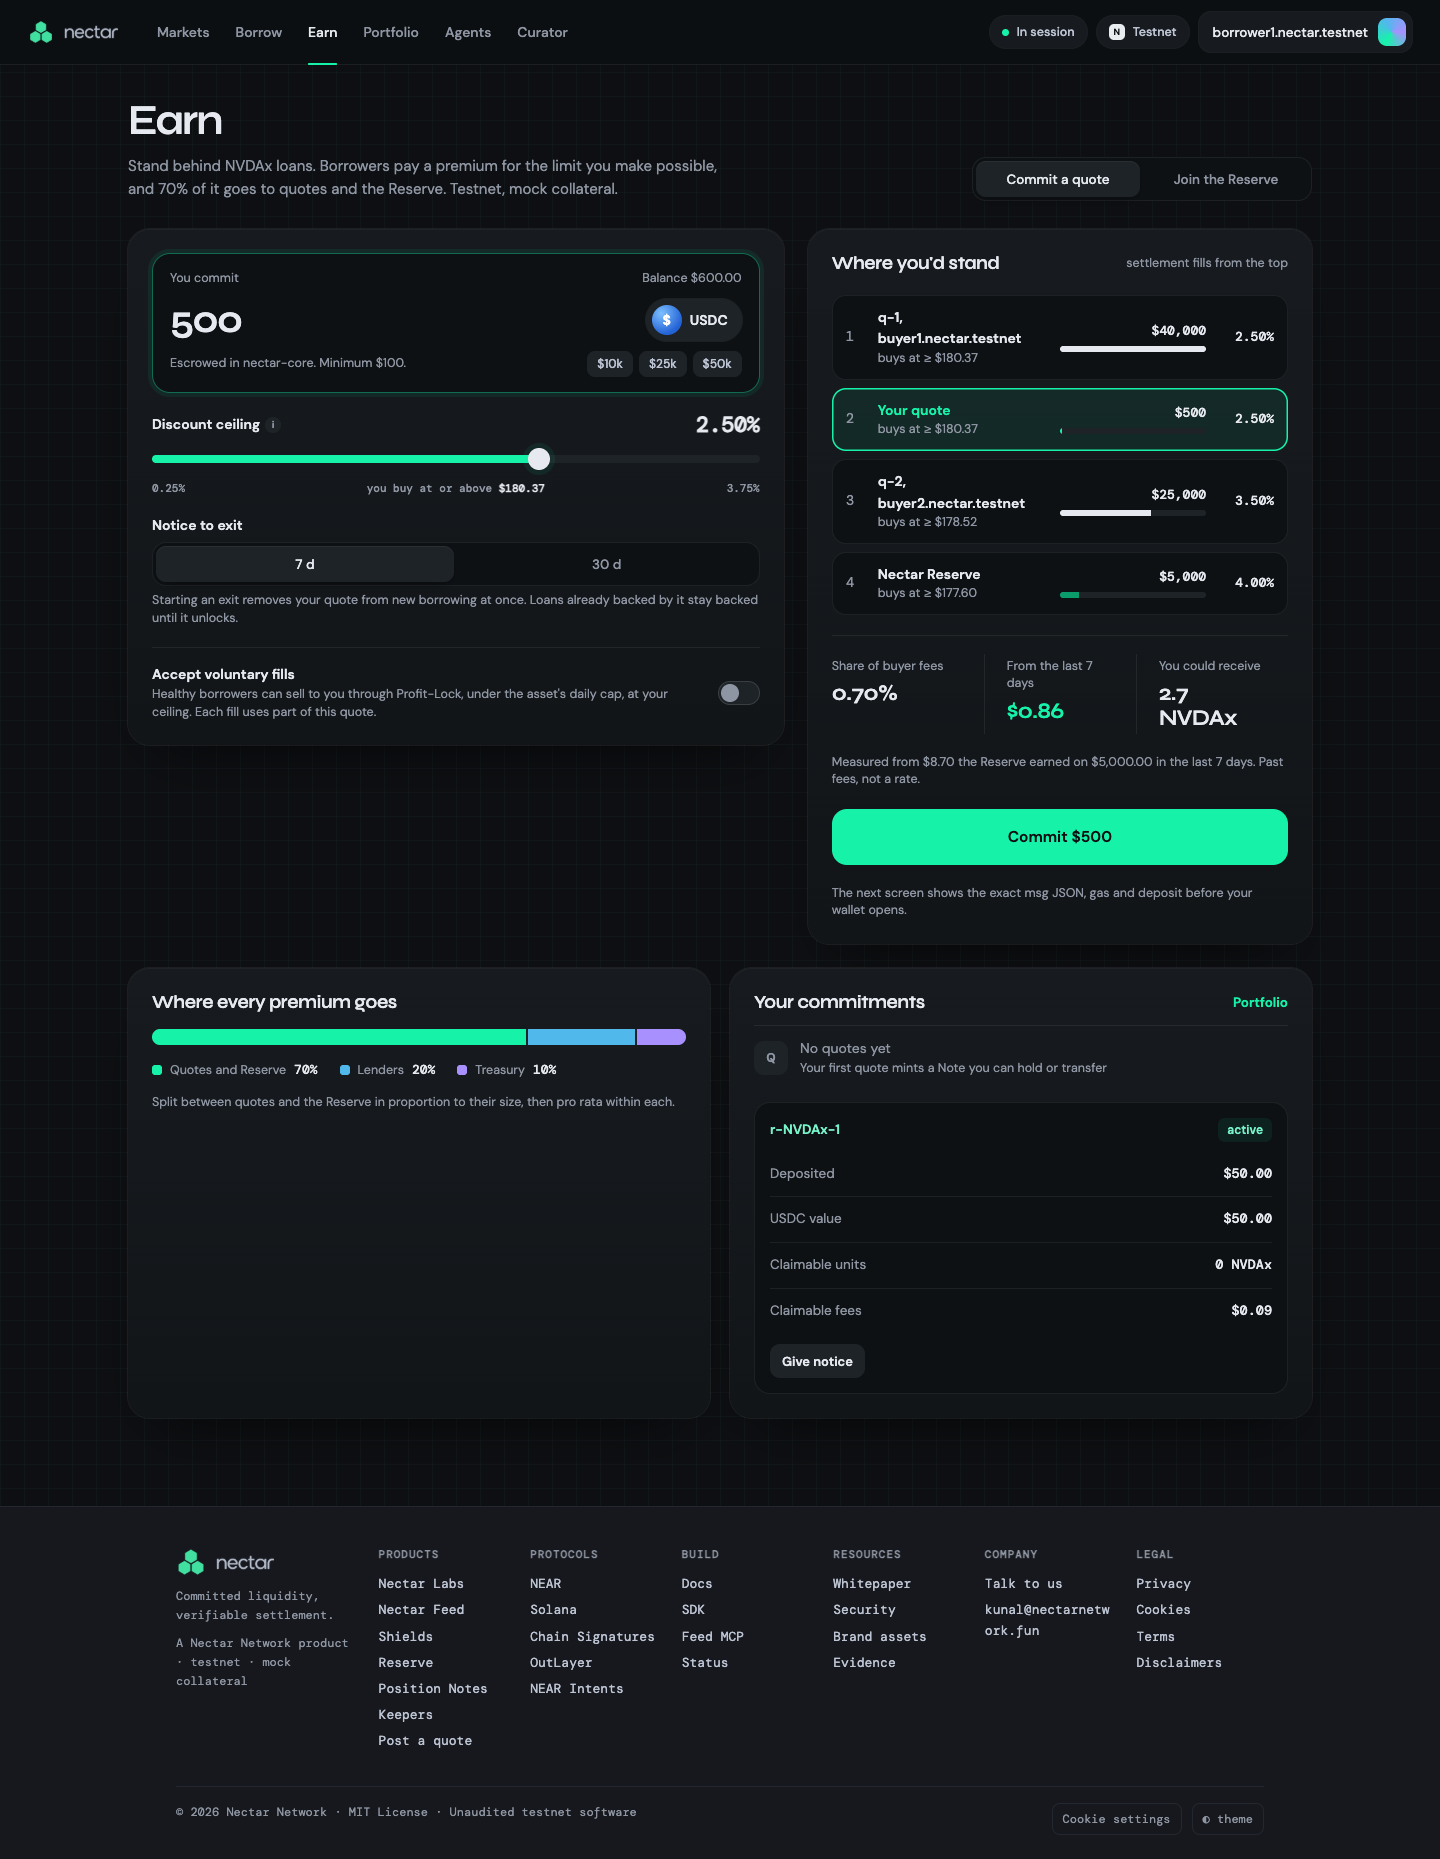 nectar
Markets
Borrow
Earn
Portfolio
Agents
Curator
In session
N
Testnet
borrower1.nectar.testnet
Earn
Stand behind NVDAx loans. Borrowers pay a premium for the limit you make possible,
and 70% of it goes to quotes and the Reserve. Testnet, mock collateral.
Commit a quote
Join the Reserve
You commit
Balance $600.00
500
$
USDC
Escrowed in nectar-core. Minimum $100.
$10k
$25k
$50k
Discount ceiling
i
2.50%
0.25%
you buy at or above $180.37
3.75%
Notice to exit
7 d
30 d
Starting an exit removes your quote from new borrowing at once. Loans already backed by it stay backed
until it unlocks.
Accept voluntary fills
Healthy borrowers can sell to you through Profit-Lock, under the asset's daily cap, at your
ceiling. Each fill uses part of this quote.
Where you'd stand
settlement fills from the top
1
q-1,
buyer1.nectar.testnet
buys at ≥ $180.37
$40,000
2.50%
2
Your quote
buys at ≥ $180.37
$500
2.50%
3
q-2,
buyer2.nectar.testnet
buys at ≥ $178.52
$25,000
3.50%
4
Nectar Reserve
buys at ≥ $177.60
$5,000
4.00%
Share of buyer fees
0.70%
From the last 7
days
$0.86
You could receive
2.7
NVDAx
Measured from $8.70 the Reserve earned on $5,000.00 in the last 7 days. Past
fees, not a rate.
Commit $500
The next screen shows the exact msg JSON, gas and deposit before your
wallet opens.
Where every premium goes
Quotes and Reserve 70%
Lenders 20%
Treasury 10%
Split between quotes and the Reserve in proportion to their size, then pro rata within each.
Your commitments
Portfolio
Q
No quotes yet
Your first quote mints a Note you can hold or transfer
r-NVDAx-1
active
Deposited
$50.00
USDC value
$50.00
Claimable units
0 NVDAx
Claimable fees
$0.09
Give notice
nectar
Committed liquidity,
verifiable settlement.
A Nectar Network product
· testnet · mock
collateral
PRODUCTS
Nectar Labs
Nectar Feed
Shields
Reserve
Position Notes
Keepers
Post a quote
PROTOCOLS
NEAR
Solana
Chain Signatures
OutLayer
NEAR Intents
BUILD
Docs
SDK
Feed MCP
Status
RESOURCES
Whitepaper
Security
Brand assets
Evidence
COMPANY
Talk to us
kunal@nectarnetw
ork.fun
LEGAL
Privacy
Cookies
Terms
Disclaimers
© 2026 Nectar Network · MIT License · Unaudited testnet software
Cookie settings
◐ theme